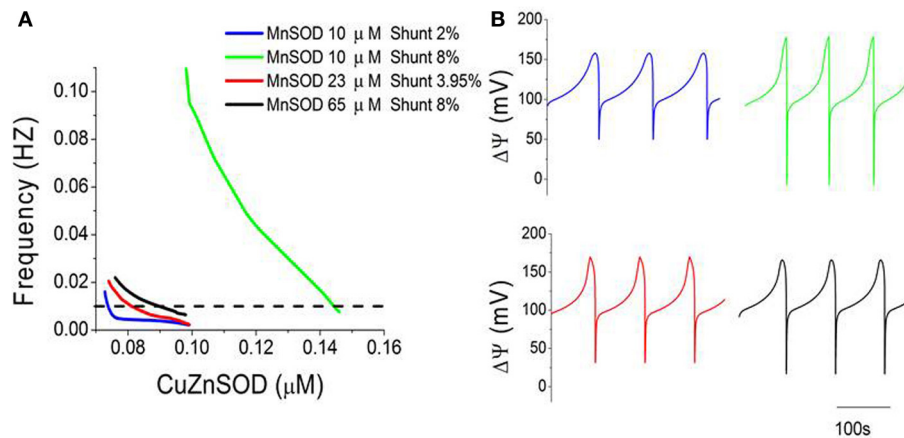 A
MnSOD 10 μ M Shunt 2%
MnSOD 10 μ M Shunt 8%
MnSOD 23 μ M Shunt 3.95%
MnSOD 65 μ M Shunt 8%
Frequency (HZ)
0.10
0.08
0.06
0.04
0.02
0.00
0.08
0.10
0.12
0.14
0.16
CuZnSOD (μM)
B
ΔΨ (mV)
200
150
100
50
0
ΔΨ (mV)
200
150
100
50
0
100s